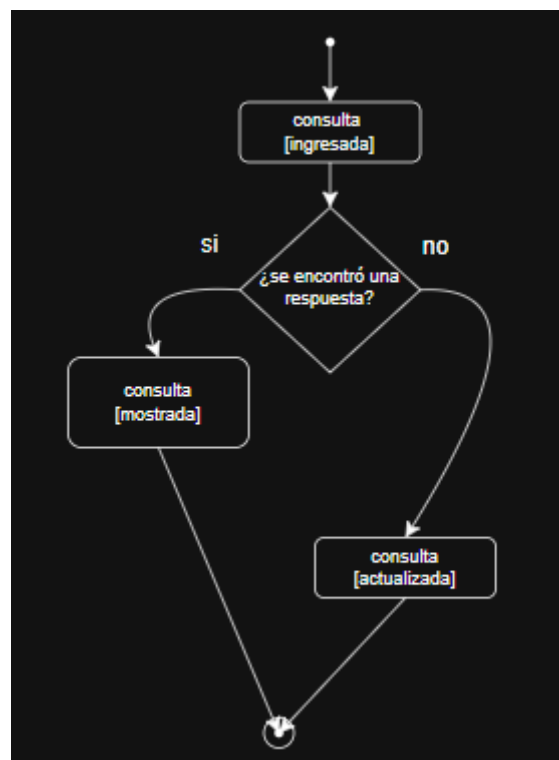 consulta
[ingresada]
si
no
¿se encontró una
respuesta?
consulta
[mostrada]
consulta
[actualizada]